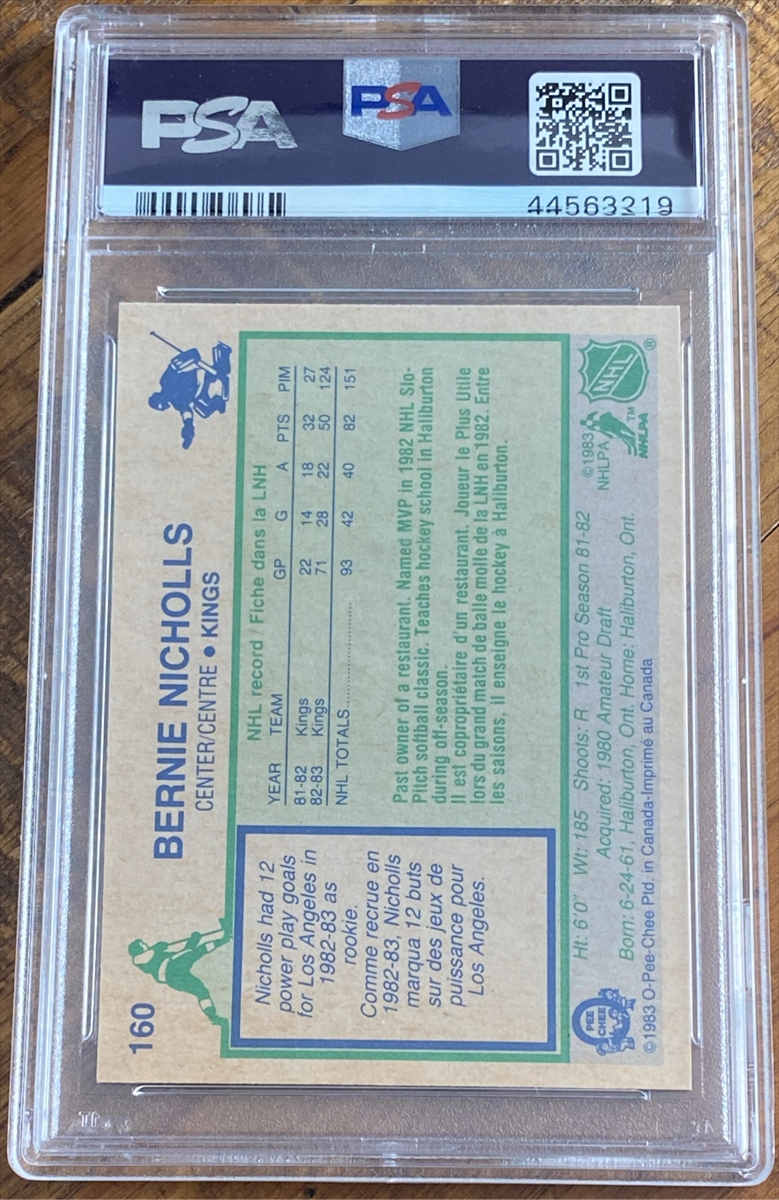 PSA
PSA
44563219
160
BERNIE NICHOLLS
CENTER/CENTRE • KINGS
Nicholls had 12
power play goals
for Los Angeles in
1982-83 as
rookie.
Comme recrue en
1982-83, Nicholls
marqua 12 buts
sur des jeux de
puissance pour
Los Angeles.
NHL record / Fiche dans la LNH
YEAR TEAM GP G A PTS PIM
81-82 Kings 22 14 18 32 27
82-83 Kings 71 28 22 50 124
NHL TOTALS.................... 93 42 40 82 151
Past owner of a restaurant. Named MVP in 1982 NHL Slo-
Pitch softball classic. Teaches hockey school in Haliburton
during off-season.
Il est copropriétaire d'un restaurant. Joueur le Plus Utile
lors du grand match de balle molle de la LNH en 1982. Entre
les saisons, il enseigne le hockey à Haliburton.
Ht: 6'0" Wt: 185 Shoots: R 1st Pro Season 81-82
Acquired: 1980 Amateur Draft
Born: 6-24-61, Haliburton, Ont. Home: Haliburton, Ont.
© 1983 O-Pee-Chee Ptd. in Canada-Imprimé au Canada
PEE
CHEE
©1983
NHLPA
NHLPA™
NHL
®